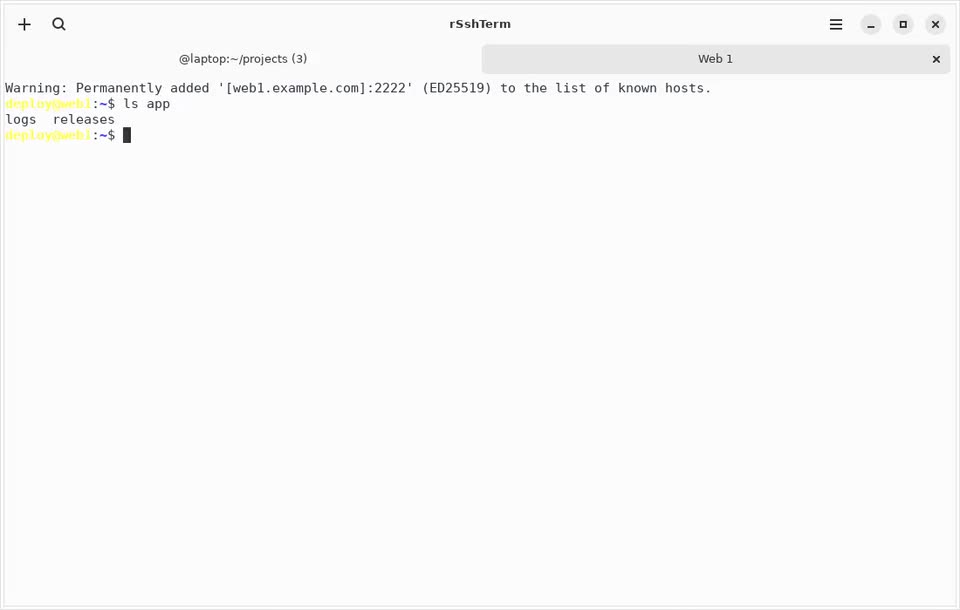 rSshTerm
@laptop:~/projects (3)
Web 1
Warning: Permanently added '[web1.example.com]:2222' (ED25519) to the list of known hosts.
deploy@web1:~$ ls app
logs  releases
deploy@web1:~$